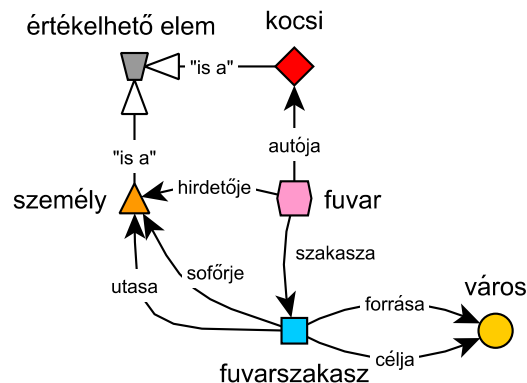 értékelhető elem
kocsi
"is a"
"is a"
autója
személy
hirdetője
fuvar
utasa
sofőrje
szakasza
város
forrása
célja
fuvarszakasz